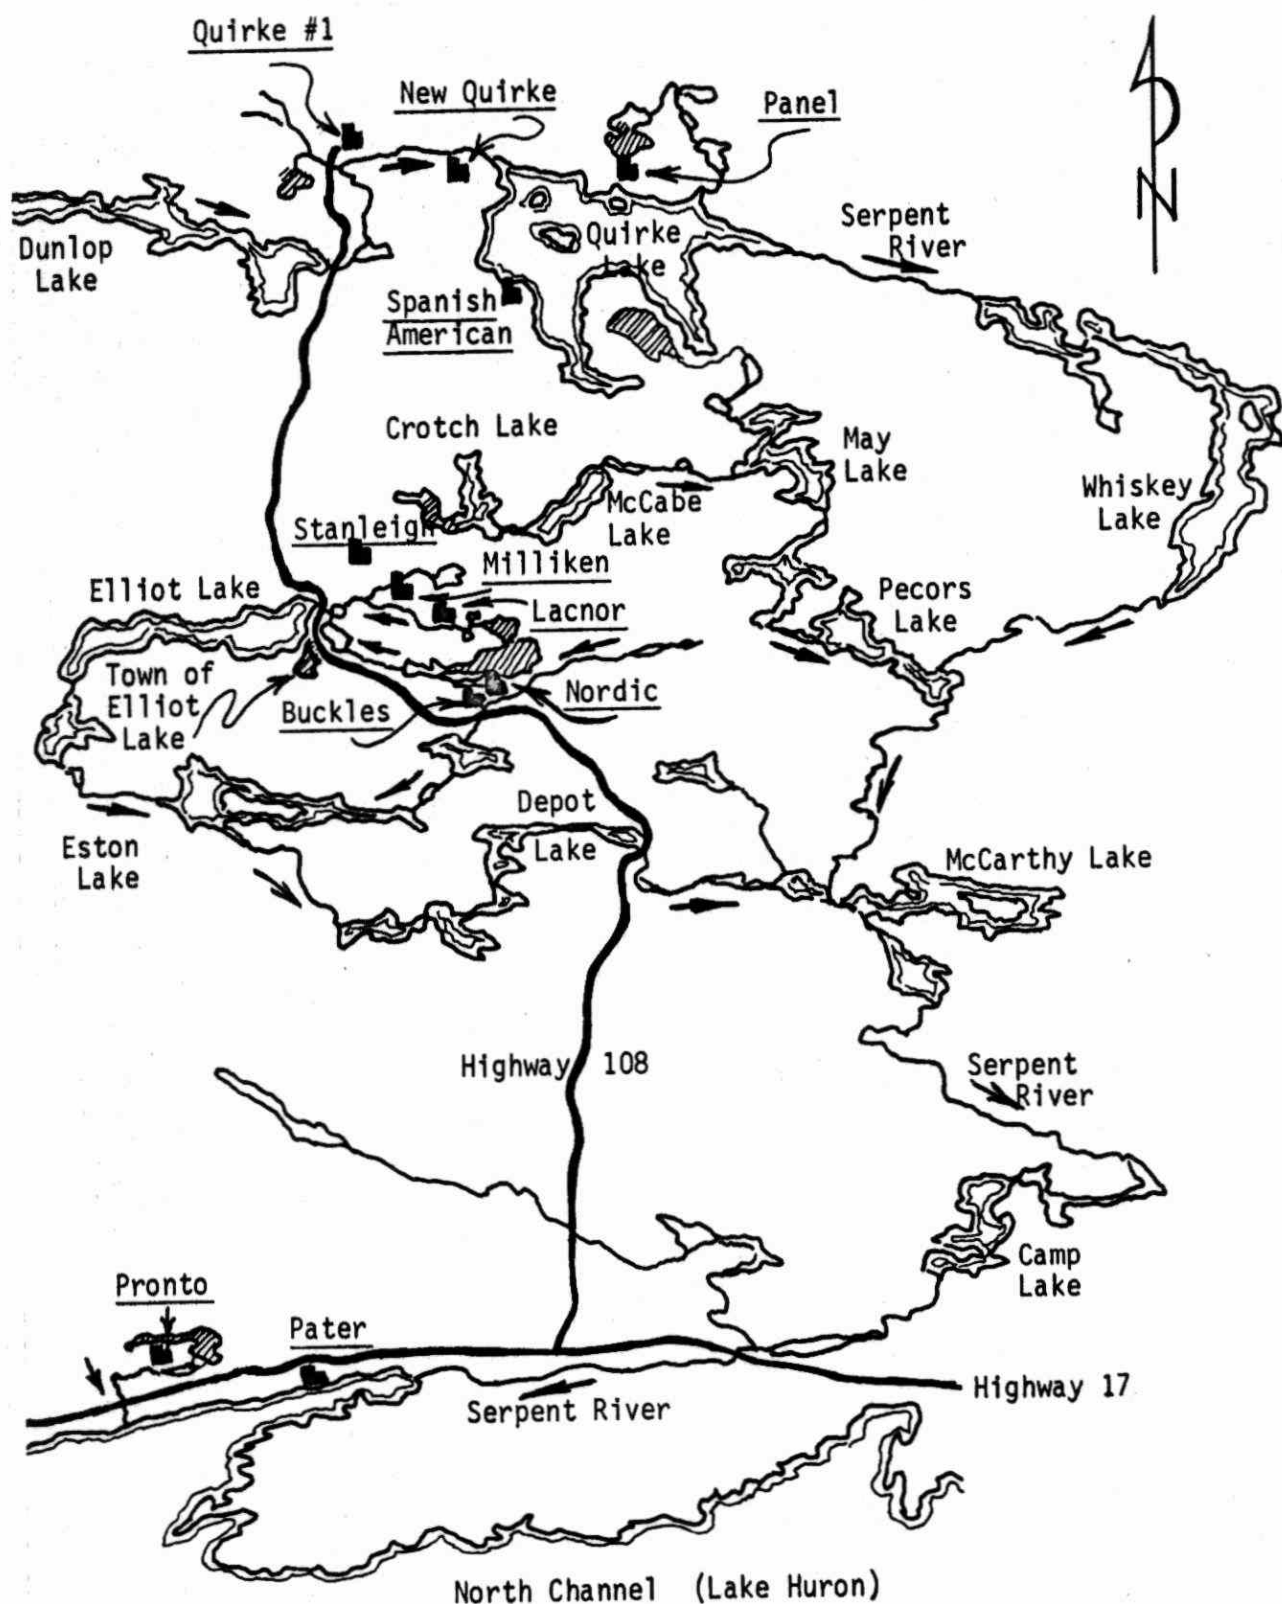 Quirke #1
New Quirke
Panel
N
Serpent
River
Dunlop
Lake
Quirke
Lake
Spanish
American
Crotch Lake
May
Lake
McCabe
Lake
Whiskey
Lake
Stanleigh
Milliken
Elliot Lake
Lacnor
Pecors
Lake
Town of
Elliot
Lake
Buckles
Nordic
Depot
Lake
Eston
Lake
McCarthy Lake
Highway 108
Serpent
River
Camp
Lake
Pronto
Pater
Highway 17
Serpent River
North Channel (Lake Huron)